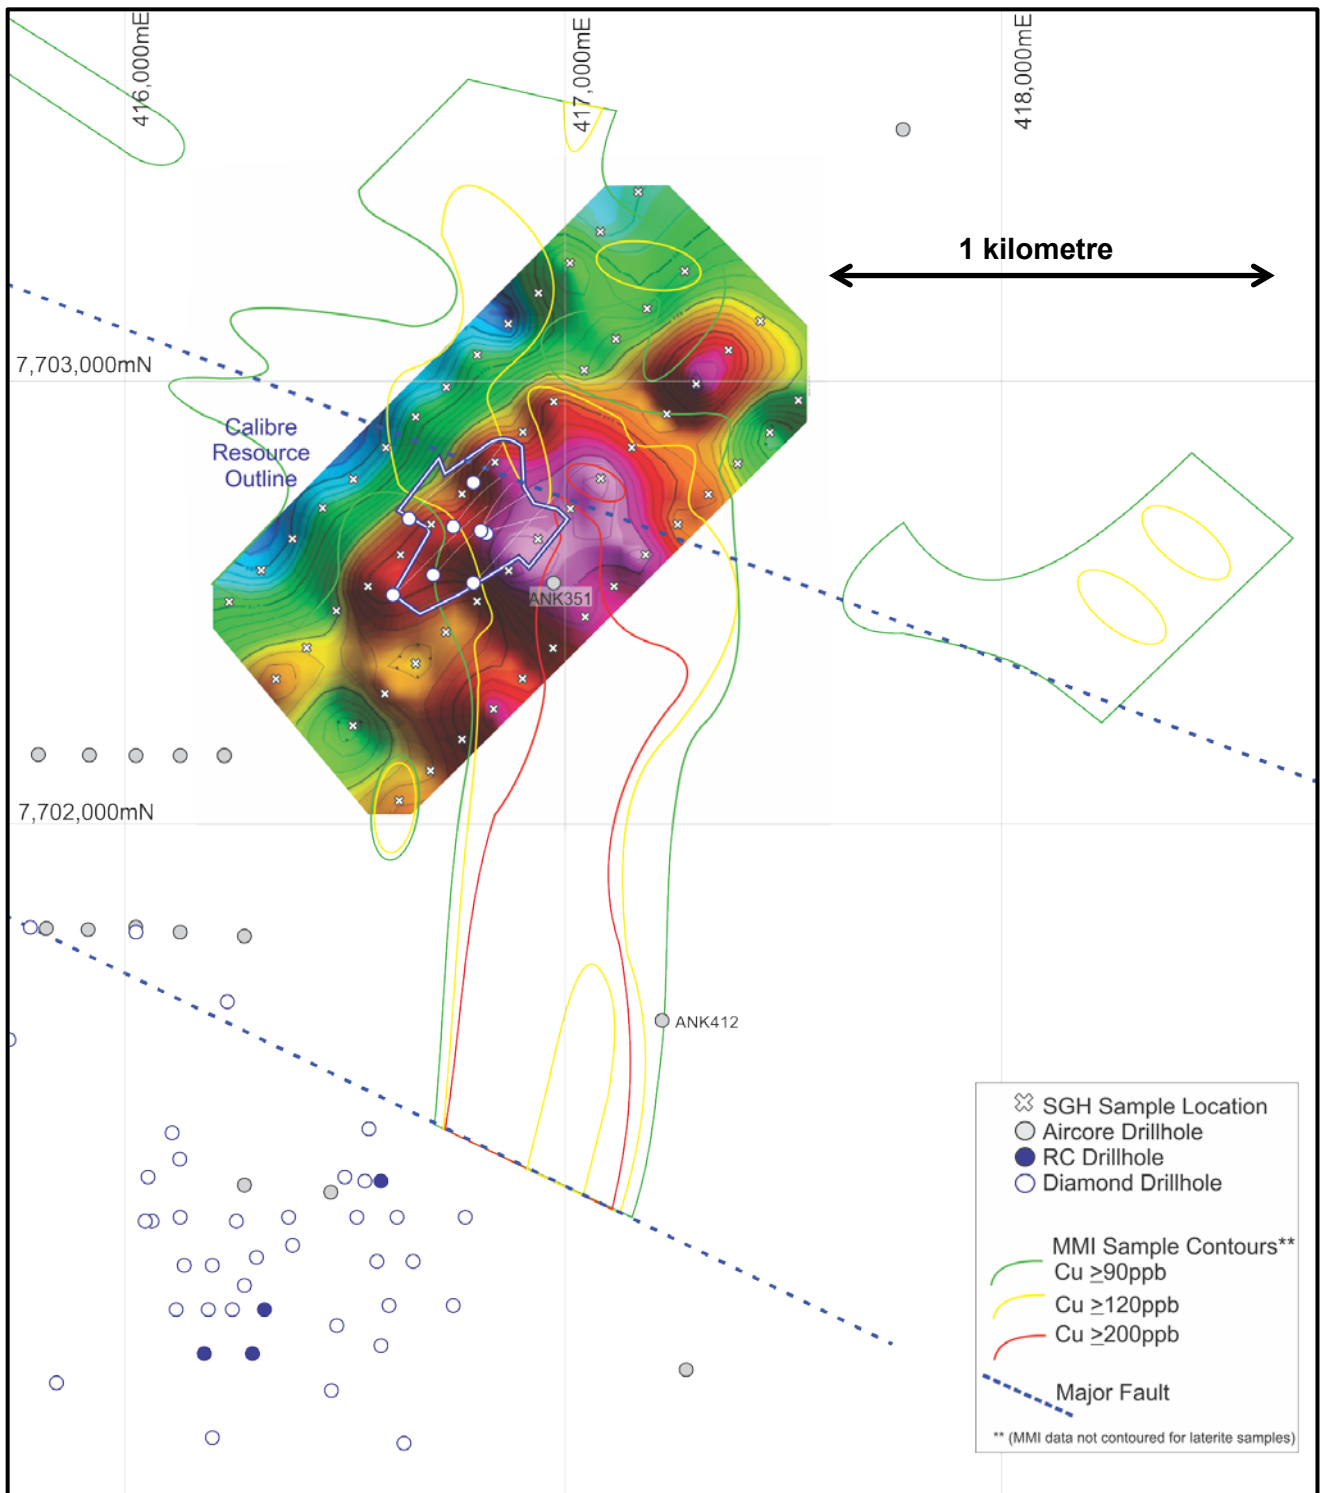 416,000mE
417,000mE
418,000mE
1 kilometre
7,703,000mN
Calibre
Resource
Outline
ANK351
7,702,000mN
ANK412
SGH Sample Location
Aircore Drillhole
RC Drillhole
Diamond Drillhole
MMI Sample Contours**
Cu ≥90ppb
Cu ≥120ppb
Cu ≥200ppb
Major Fault
** (MMI data not contoured for laterite samples)